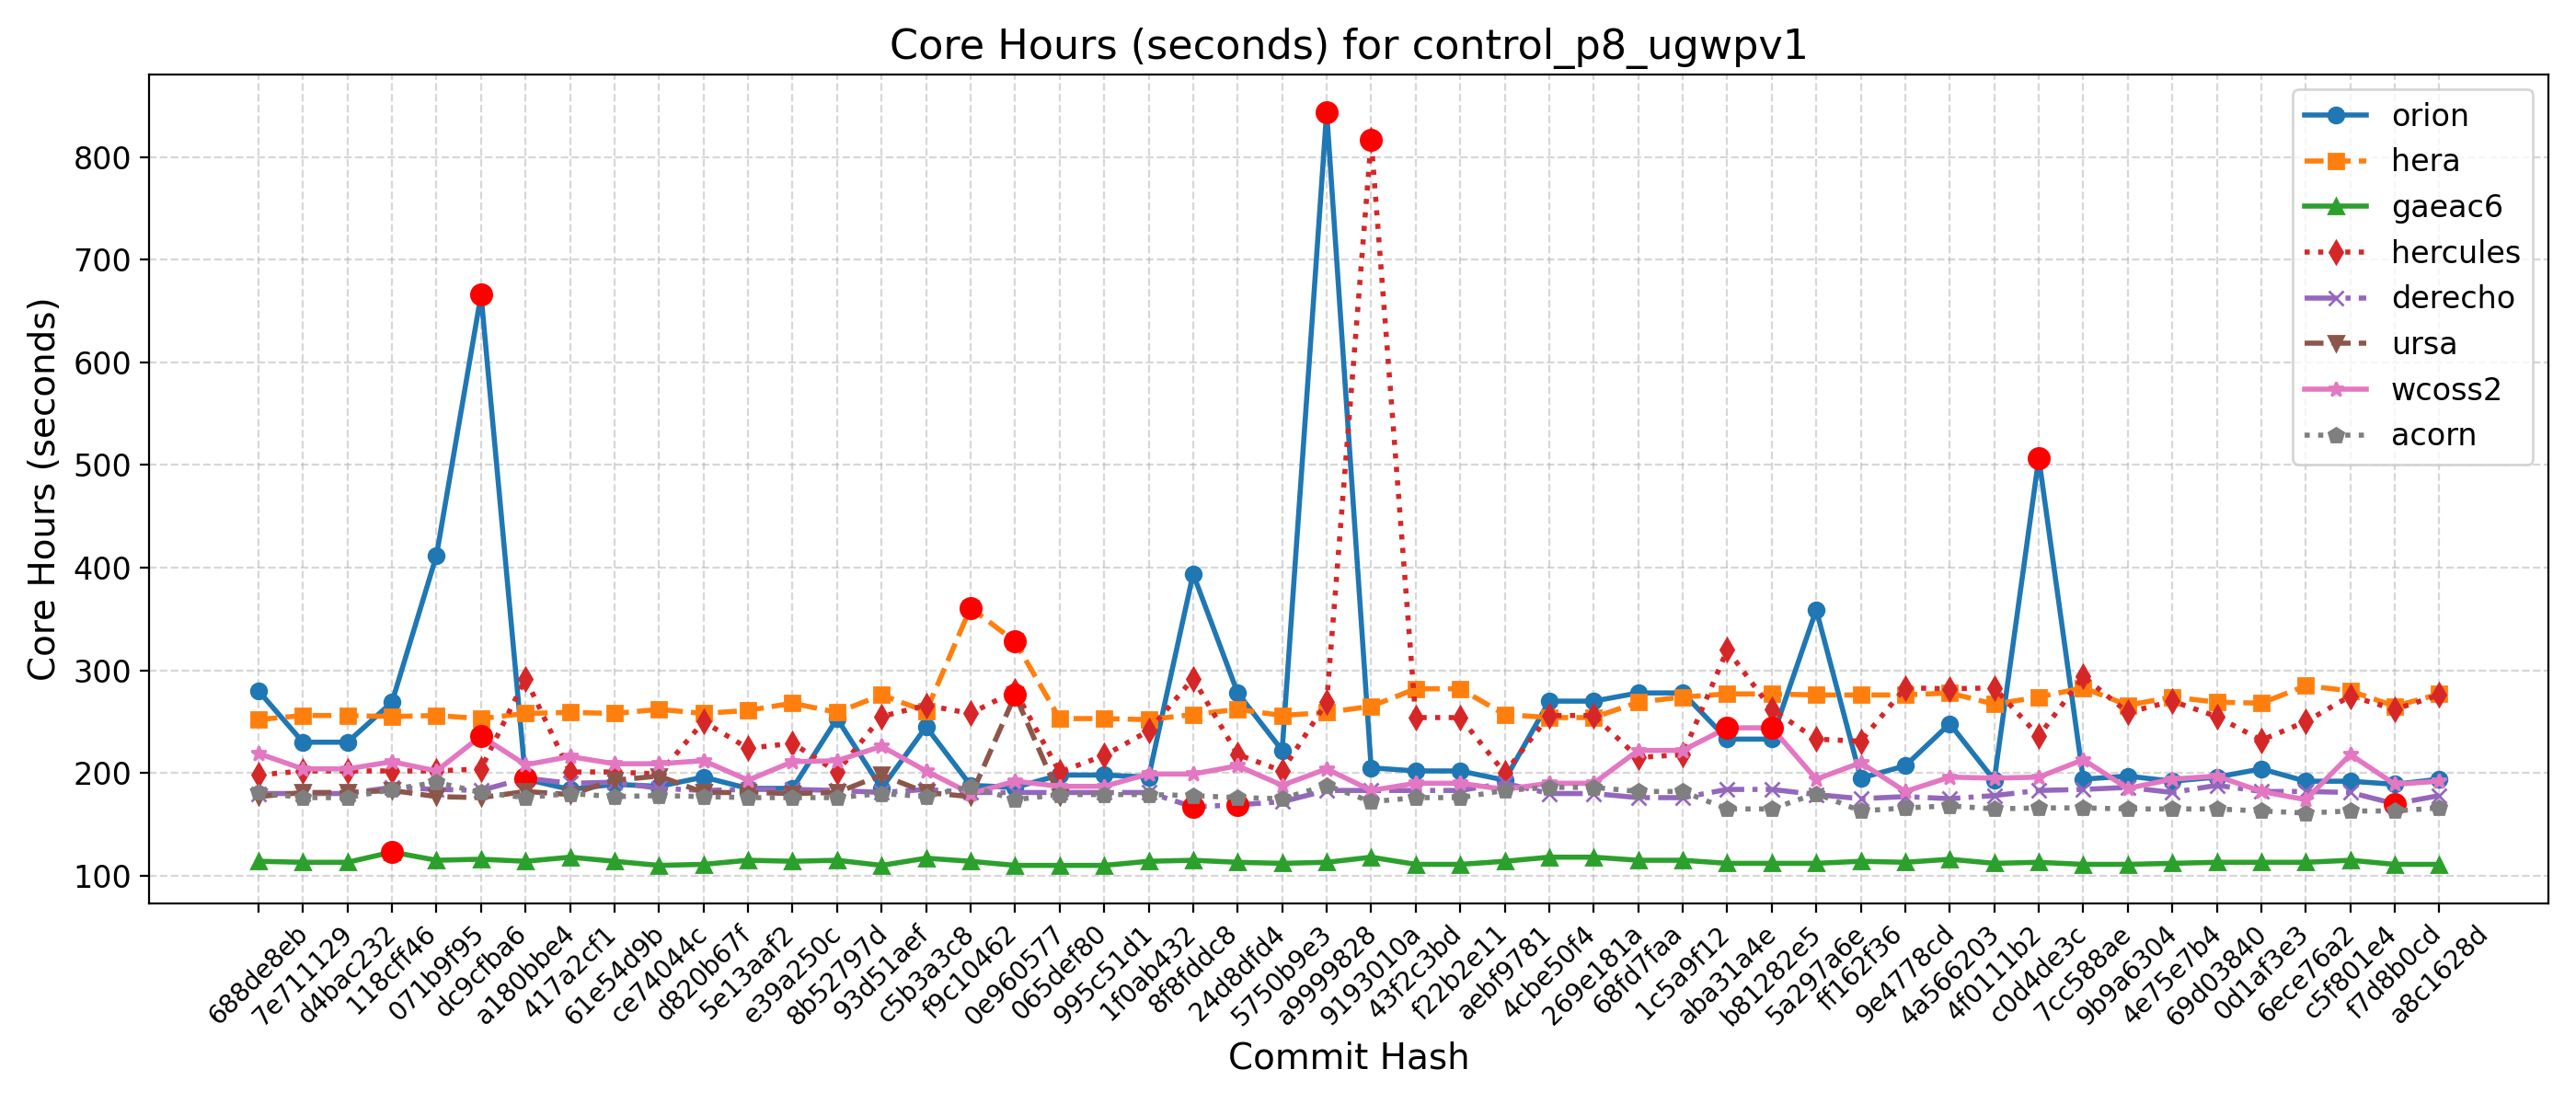 Core Hours (seconds) for control_p8_ugwpv1
Core Hours (seconds)
800
700
600
500
400
300
200
100
orion
hera
gaeac6
hercules
derecho
ursa
wcoss2
acorn
688de8eb
7e711129
d4bac232
118cff46
071b9f95
dc9cfba6
a180bbe4
417a2cf1
61e54d9b
ce74044c
d820b67f
5e13aaf2
e39a250c
8b52797d
93d51aef
c5b3a3c8
f9c10462
0e960577
065def80
995c51d1
1f0ab432
8f8fddc8
24d8dfd4
5750b9e3
a9999828
9193010a
43f2c3bd
f22b2e11
aebf9781
4cbe50f4
269e181a
68fd7faa
1c5a9f12
aba31a4e
b81282e5
5a297a6e
ff162f36
9e4778cd
4a566203
4f0111b2
c0d4de3c
7cc588ae
9b9a6304
4e75e7b4
69d03840
0d1af3e3
6ece76a2
c5f801e4
f7d8b0cd
a8c1628d
Commit Hash